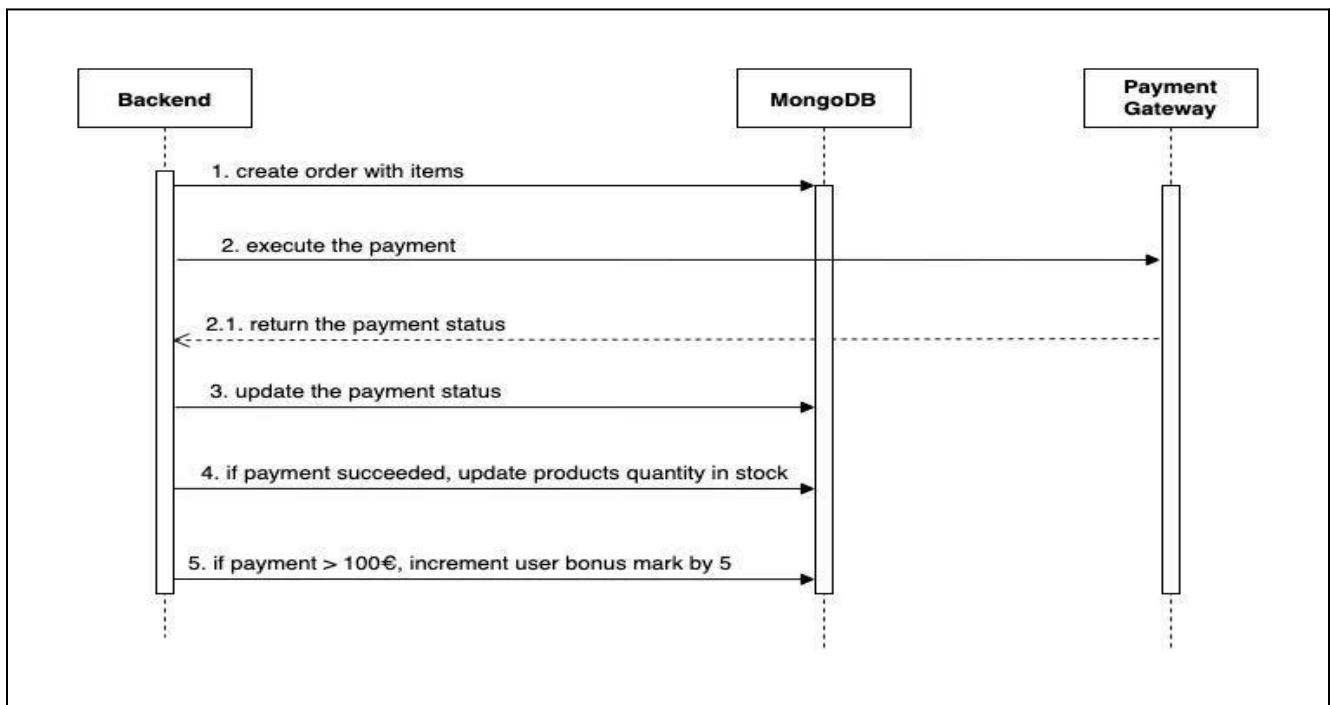 Backend
MongoDB
Payment
Gateway
1. create order with items
2. execute the payment
2.1. return the payment status
3. update the payment status
4. if payment succeeded, update products quantity in stock
5. if payment > 100€, increment user bonus mark by 5